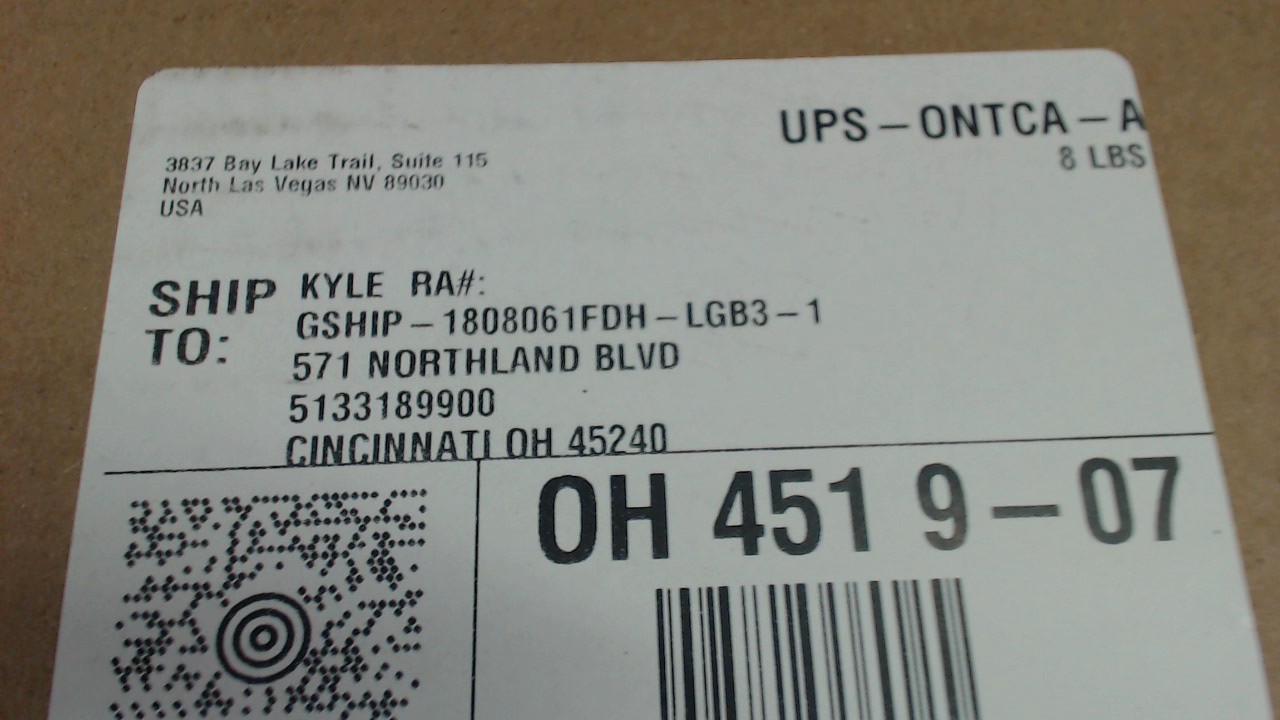 UPS-ONTCA-A
8 LBS
3837 Bay Lake Trail, Suite 115
North Las Vegas NV 89030
USA
SHIP TO:
KYLE RA#:
GSHIP-1808061FDH-LGB3-1
571 NORTHLAND BLVD
5133189900
CINCINNATI OH 45240
OH 451 9-07